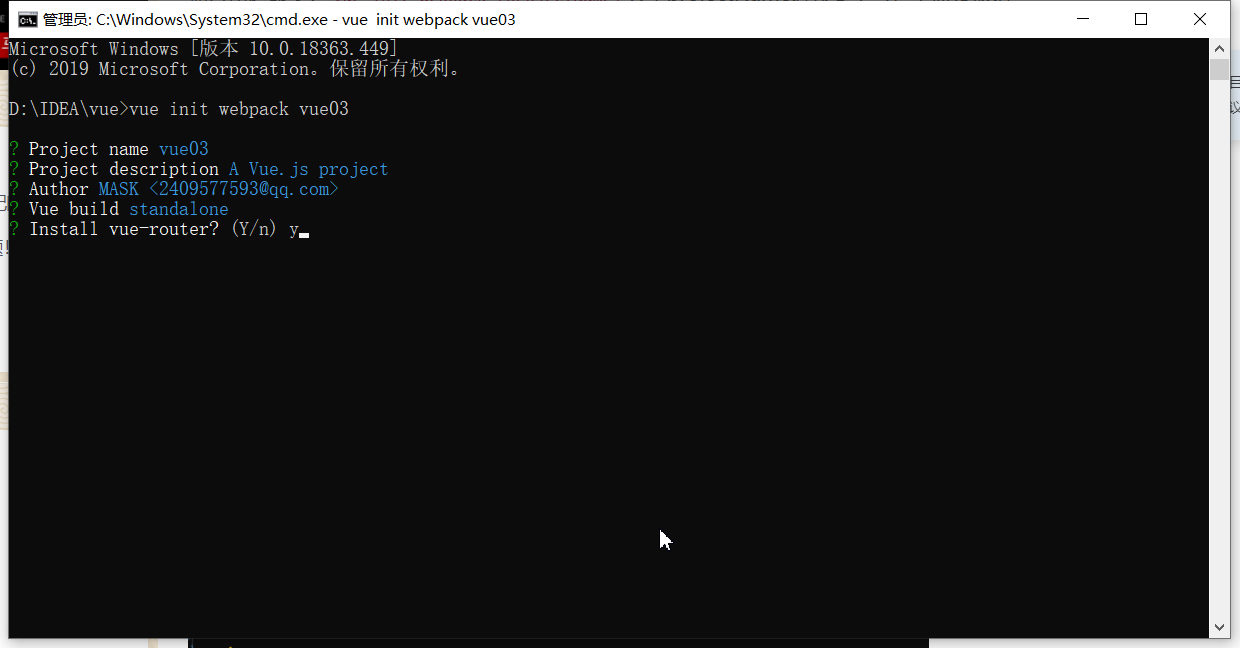 管理员: C:\Windows\System32\cmd.exe - vue  init webpack vue03
Microsoft Windows [版本 10.0.18363.449]
(c) 2019 Microsoft Corporation。保留所有权利。
D:\IDEA\vue>vue init webpack vue03
? Project name vue03
? Project description A Vue.js project
? Author MASK <2409577593@qq.com>
? Vue build standalone
? Install vue-router? (Y/n) y